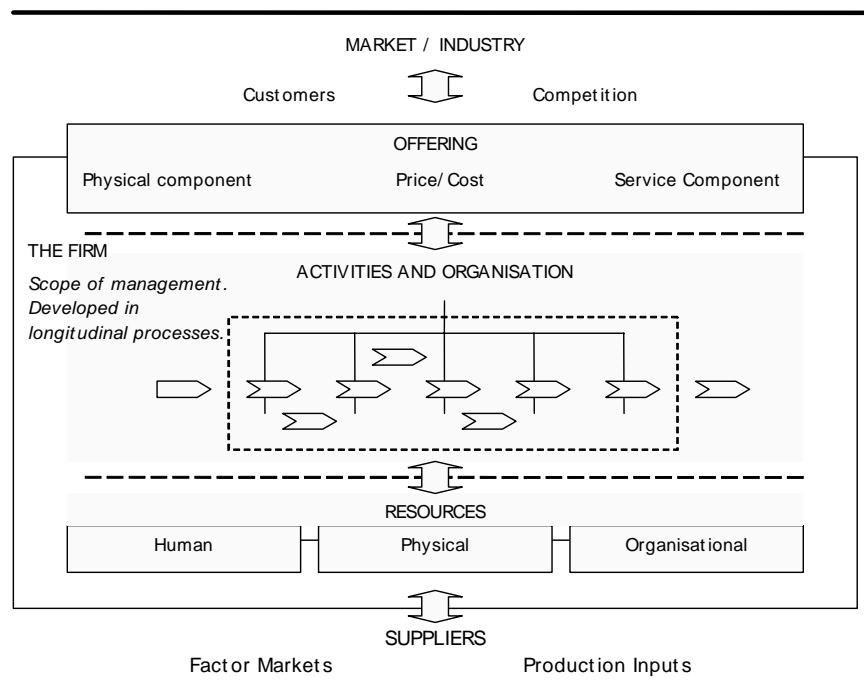 MARKET / INDUSTRY
Customers Competition
OFFERING
Physical component Price/Cost Service Component
THE FIRM
Scope of management.
Developed in
longitudinal processes.
ACTIVITIES AND ORGANISATION
RESOURCES
Human Physical Organisational
SUPPLIERS
Factor Markets Production Inputs